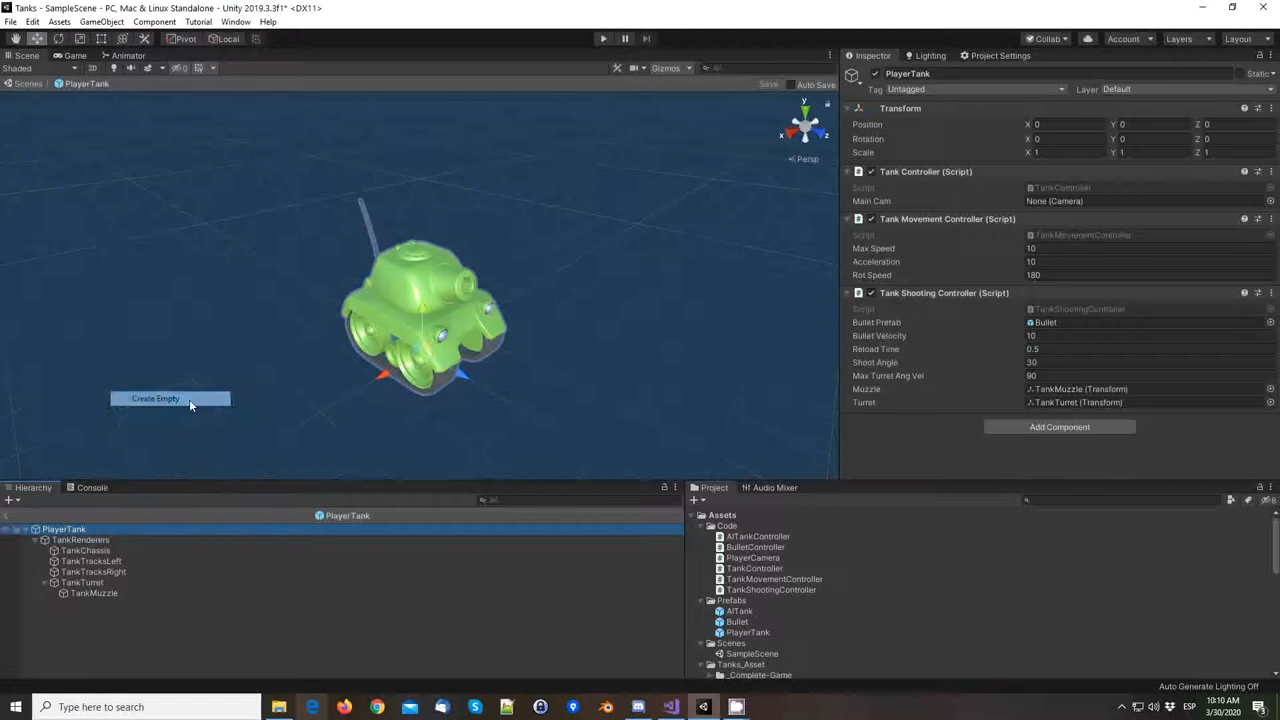 Tanks - SampleScene - PC, Mac & Linux Standalone - Unity 2019.3.3f1* <DX11>
File Edit Assets GameObject Component Tutorial Window Help
Pivot Local Collab Account Layers Layout
Scene Game Animator
Shaded 2D 0 Gizmos All
Scenes PlayerTank Save Auto Save
y
x z
Persp
Create Empty
Inspector Lighting Project Settings
PlayerTank Static
Tag Untagged Layer Default
Transform
Position X 0 Y 0 Z 0
Rotation X 0 Y 0 Z 0
Scale X 1 Y 1 Z 1
Tank Controller (Script)
Script TankController
Main Cam None (Camera)
Tank Movement Controller (Script)
Script TankMovementController
Max Speed 10
Acceleration 10
Rot Speed 180
Tank Shooting Controller (Script)
Script TankShootingController
Bullet Prefab Bullet
Bullet Velocity 10
Reload Time 0.5
Shoot Angle 30
Max Turret Ang Vel 90
Muzzle TankMuzzle (Transform)
Turret TankTurret (Transform)
Add Component
Hierarchy Console
All
PlayerTank
PlayerTank
TankRenderers
TankChassis
TankTracksLeft
TankTracksRight
TankTurret
TankMuzzle
Project Audio Mixer
8
Assets
Code
AITankController
BulletController
PlayerCamera
TankController
TankMovementController
TankShootingController
Prefabs
AITank
Bullet
PlayerTank
Scenes
SampleScene
Tanks_Asset
_Complete-Game
Auto Generate Lighting Off
Type here to search
ESP
10:10 AM
3/30/2020